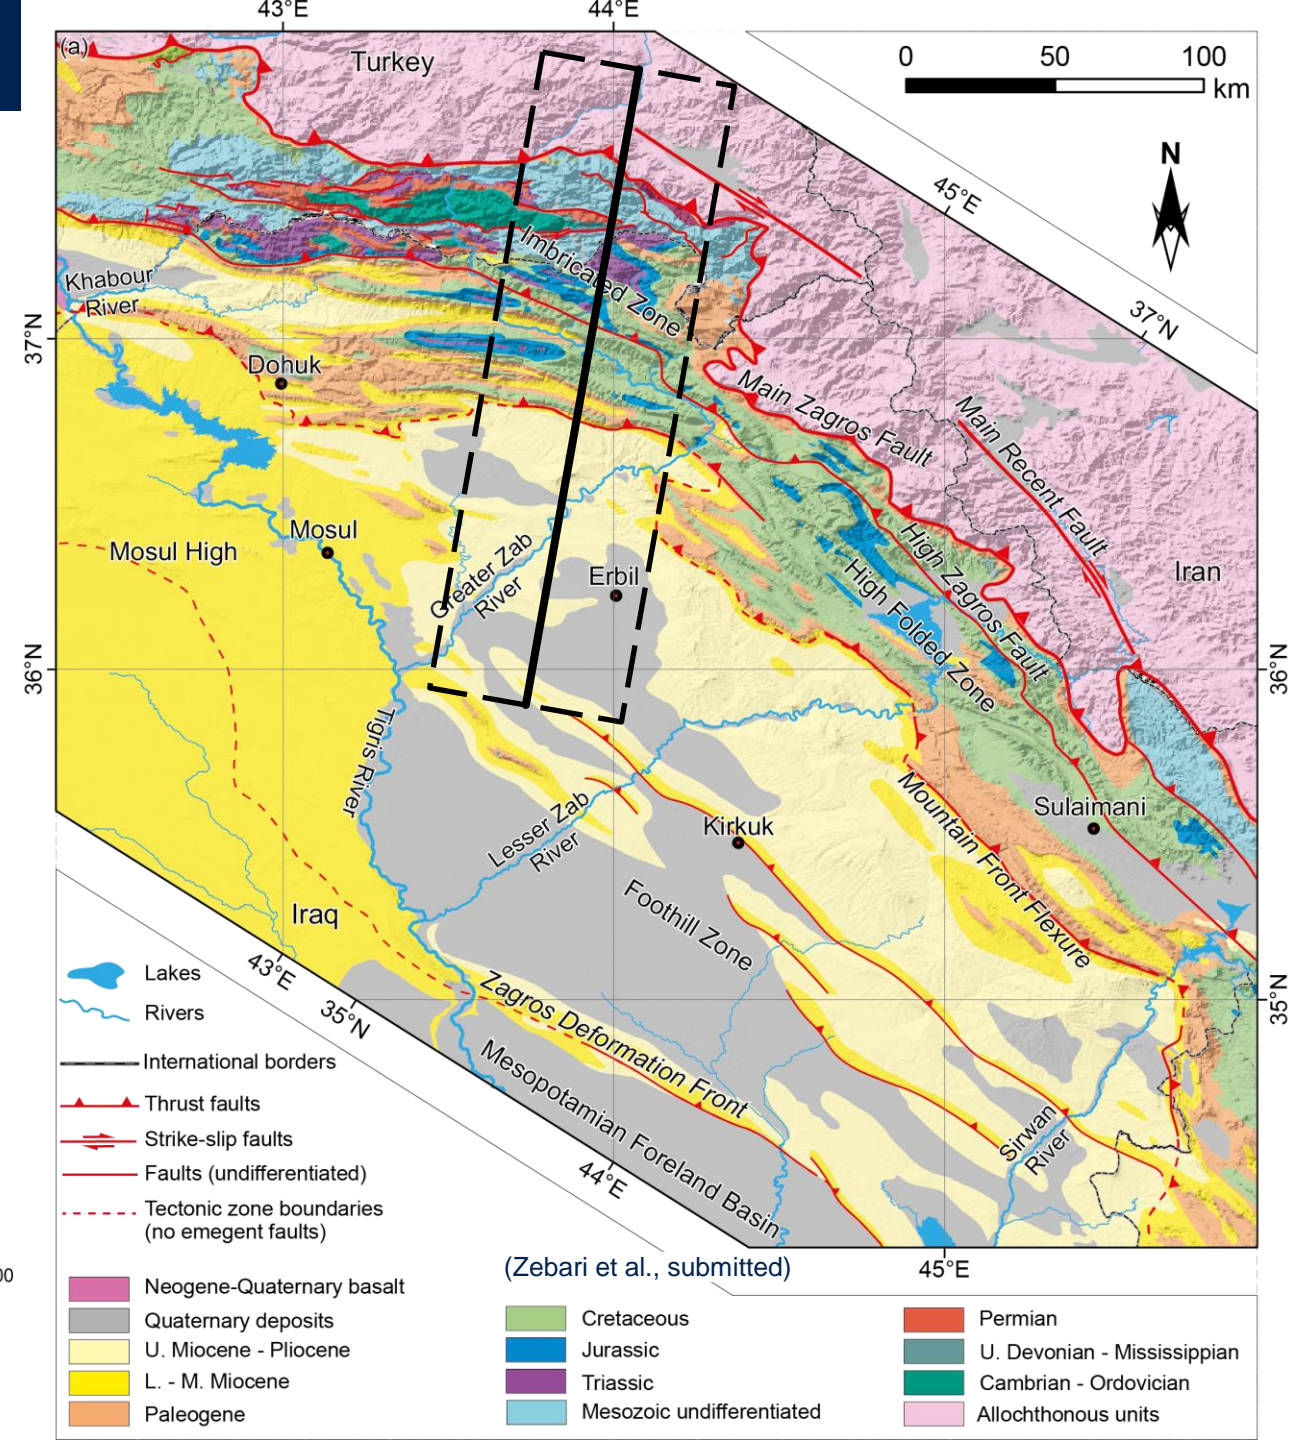 43°E
44°E
(a)
Turkey
0 50 100
km
N
45°E
37°N
Imbricated Zone
Khabour
River
37°N
Dohuk
Main Zagros Fault
Main Recent Fault
Mosul
Mosul High
Greater Zab
River
Erbil
High Zagros Fault
High Folded Zone
Iran
36°N
36°N
Tigris River
Mountain Front Flexure
Sulaimani
Lesser Zab
River
Kirkuk
Foothill Zone
Iraq
43°E
35°N
35°N
Zagros Deformation Front
Mesopotamian Foreland Basin
Sirwan
River
44°E
45°E
Lakes
Rivers
International borders
Thrust faults
Strike-slip faults
Faults (undifferentiated)
Tectonic zone boundaries
(no emegent faults)
00
(Zebari et al., submitted)
Neogene-Quaternary basalt
Quaternary deposits
U. Miocene - Pliocene
L. - M. Miocene
Paleogene
Cretaceous
Jurassic
Triassic
Mesozoic undifferentiated
Permian
U. Devonian - Mississippian
Cambrian - Ordovician
Allochthonous units